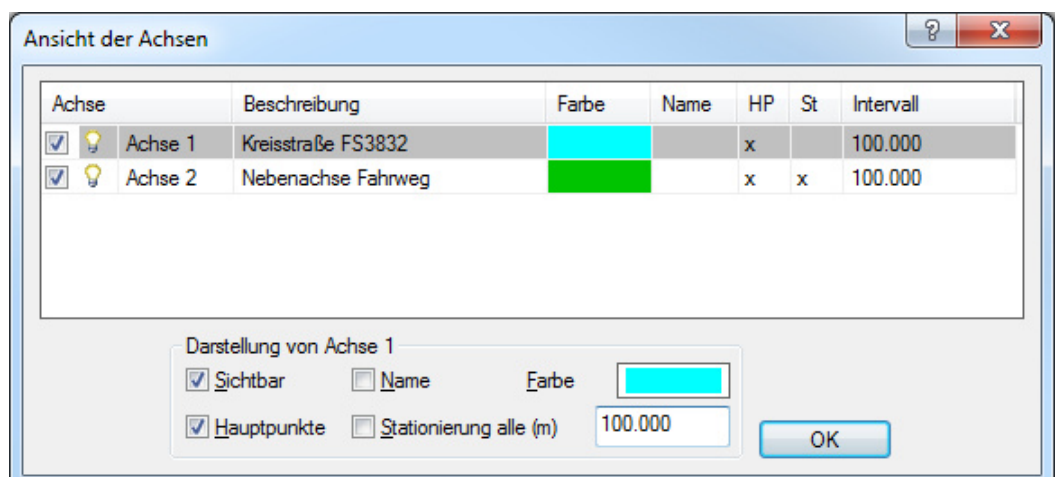 Ansicht der Achsen
Achse Beschreibung Farbe Name HP St Intervall
Achse 1 Kreisstraße FS3832 x 100.000
Achse 2 Nebenachse Fahrweg x x 100.000
Darstellung von Achse 1
Sichtbar Name Farbe
Hauptpunkte Stationierung alle (m) 100.000
OK